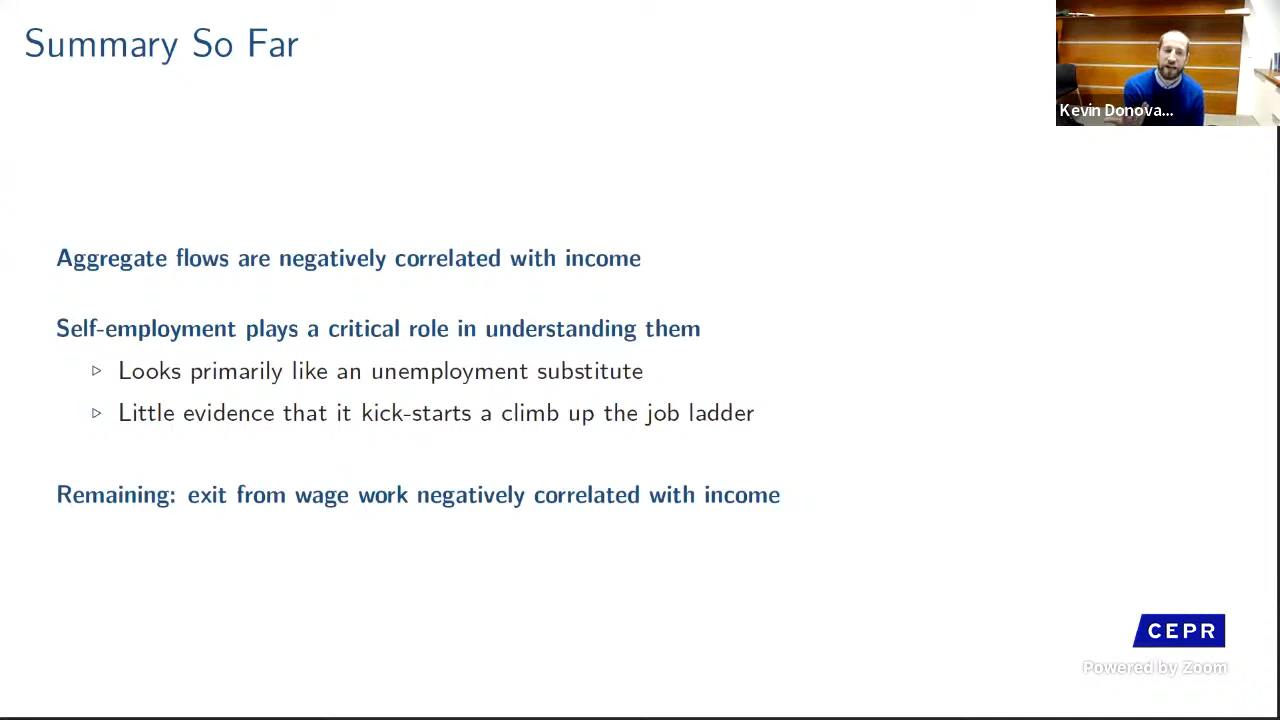 Summary So Far
Kevin Donova...
Aggregate flows are negatively correlated with income
Self-employment plays a critical role in understanding them
▷ Looks primarily like an unemployment substitute
▷ Little evidence that it kick-starts a climb up the job ladder
Remaining: exit from wage work negatively correlated with income
CEPR
Powered by Zoom